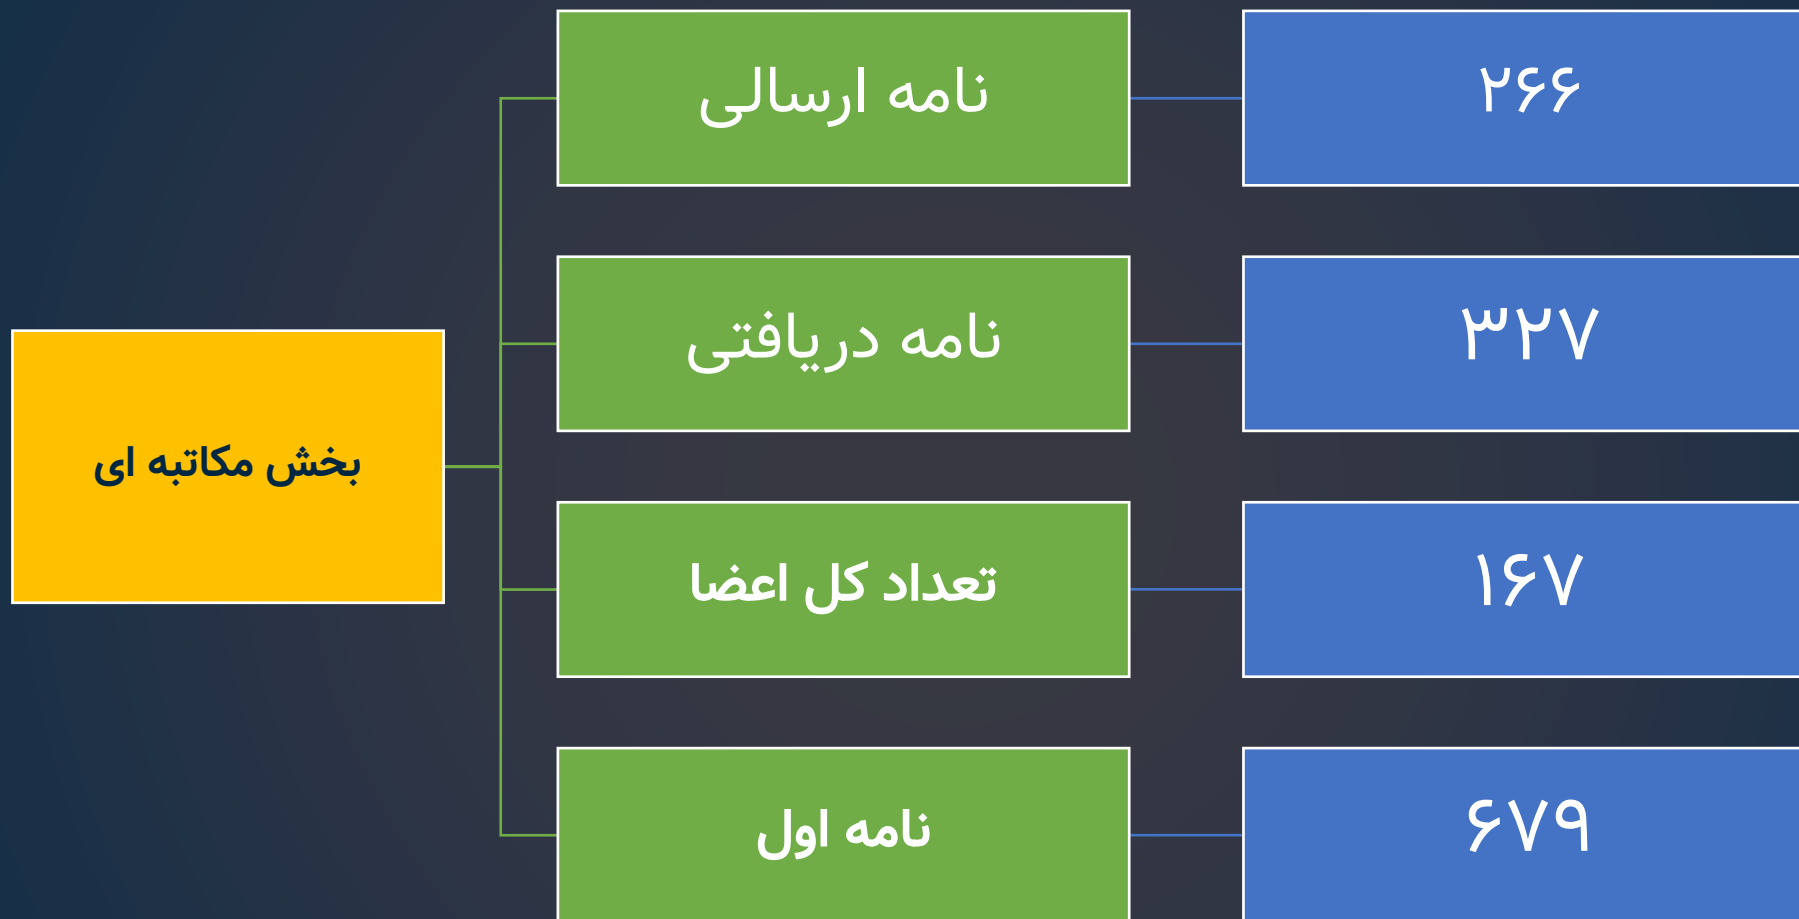 بخش مکاتبه ای
نامه ارسالی
۲۶۶
نامه دریافتی
۳۲۷
تعداد کل اعضا
۱۶۷
نامه اول
۶۷۹